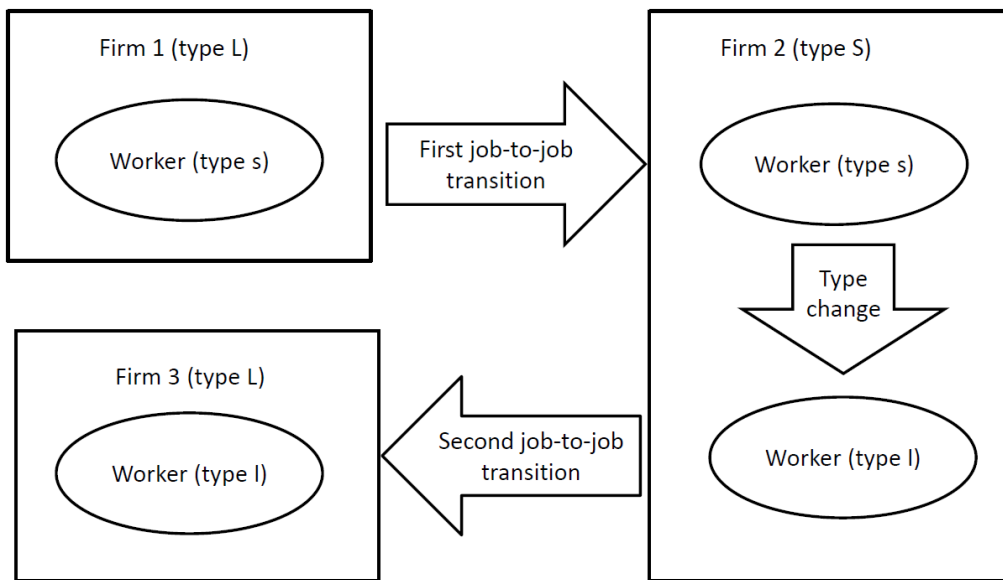 Firm 1 (type L)
Worker (type s)
First job-to-job
transition
Firm 2 (type S)
Worker (type s)
Type
change
Worker (type l)
Second job-to-job
transition
Firm 3 (type L)
Worker (type l)